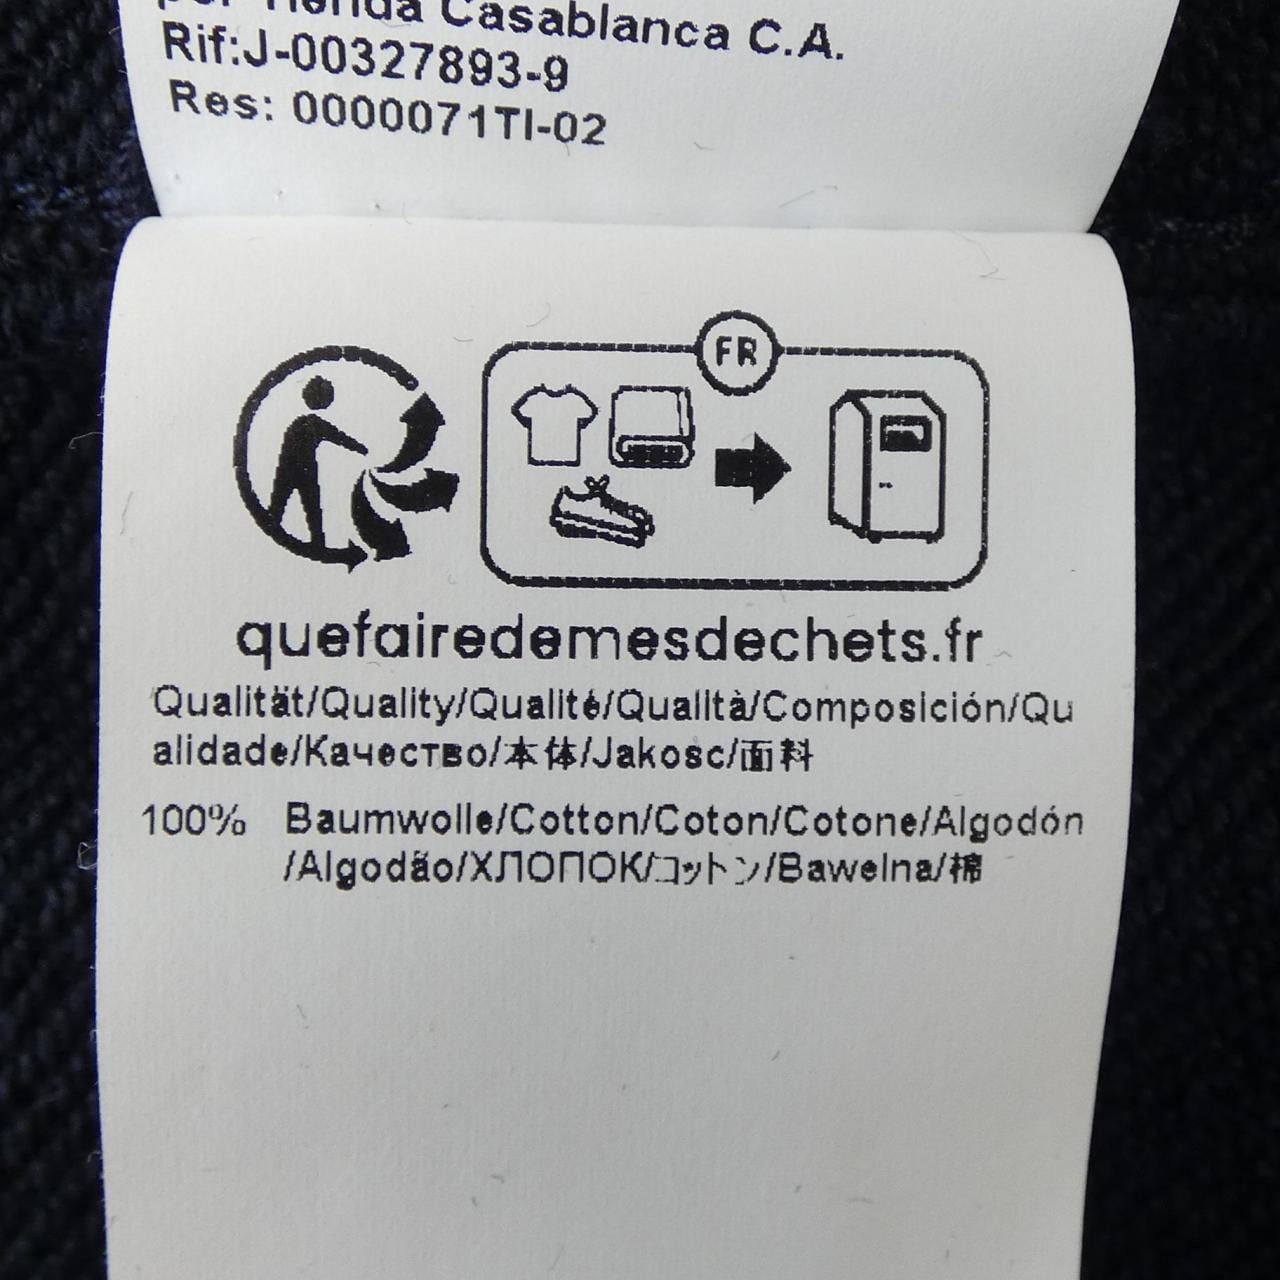 por Tienda Casablanca C.A.
Rif:J-00327893-9
Res: 0000071TI-02
FR
quefairedemesdechets.fr
Qualität/Quality/Qualité/Qualità/Composición/Qu
alidade/Качество/本体/Jakosc/面料
100% Baumwolle/Cotton/Coton/Cotone/Algodón
/Algodão/ХЛОПОК/コットン/Bawelna/棉